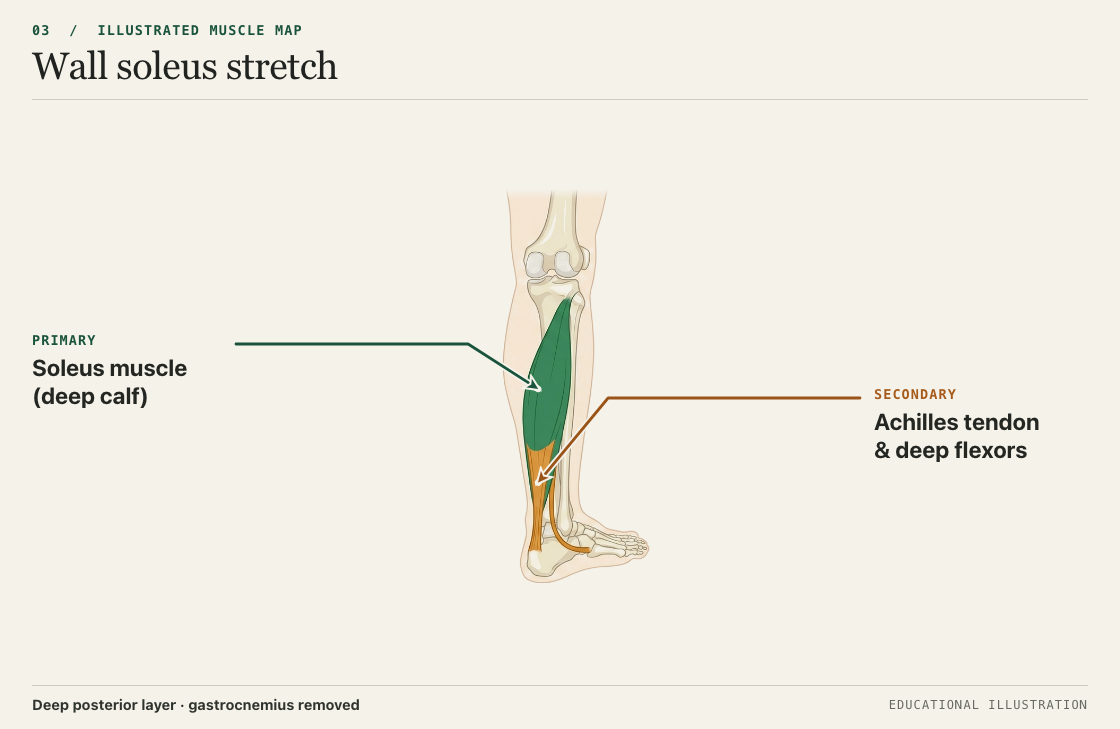 03 / ILLUSTRATED MUSCLE MAP
Wall soleus stretch
PRIMARY
Soleus muscle
(deep calf)
SECONDARY
Achilles tendon
& deep flexors
Deep posterior layer · gastrocnemius removed
EDUCATIONAL ILLUSTRATION